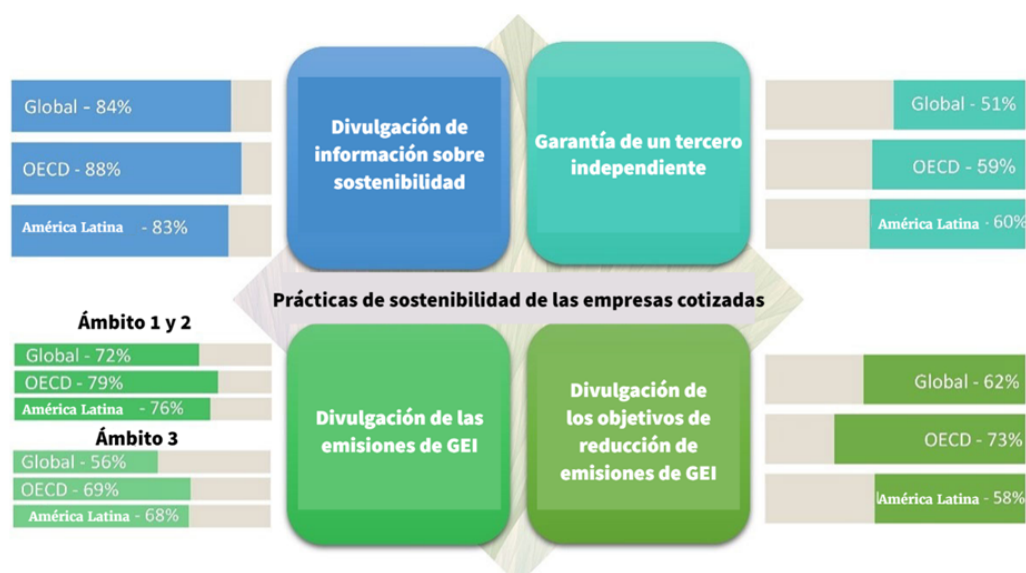 Global - 84%
OECD - 88%
América Latina - 83%
Divulgación de
información sobre
sostenibilidad
Garantía de un tercero
independiente
Global - 51%
OECD - 59%
América Latina - 60%
Prácticas de sostenibilidad de las empresas cotizadas
Ámbito 1 y 2
Global - 72%
OECD - 79%
América Latina - 76%
Ámbito 3
Global - 56%
OECD - 69%
América Latina - 68%
Divulgación de las
emisiones de GEI
Divulgación de
los objetivos de
reducción de
emisiones de GEI
Global - 62%
OECD - 73%
América Latina - 58%